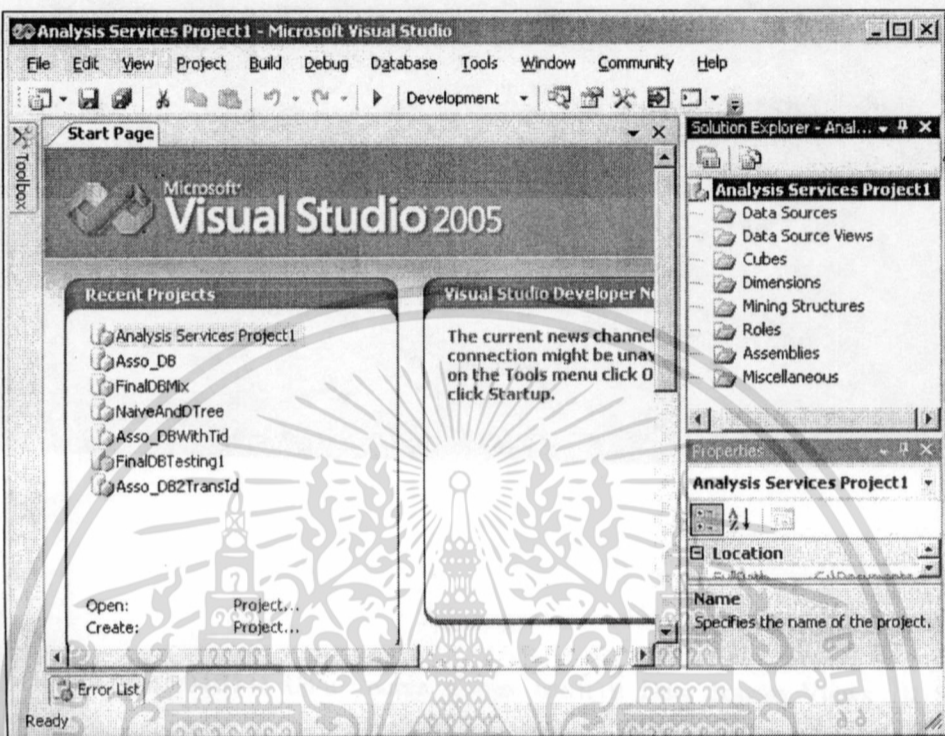 Analysis Services Project1 - Microsoft Visual Studio
File Edit View Project Build Debug Database Tools Window Community Help
Development
Toolbox
Start Page
Microsoft
Visual Studio 2005
Recent Projects
Analysis Services Project1
Asso_DB
FinalDBMix
NaiveAndDTree
Asso_DBWithTid
FinalDBTesting1
Asso_DB2TransId
Open: Project...
Create: Project...
Visual Studio Developer Ne
The current news channel
connection might be unav
on the Tools menu click O
click Startup.
Solution Explorer - Anal...
Analysis Services Project1
Data Sources
Data Source Views
Cubes
Dimensions
Mining Structures
Roles
Assemblies
Miscellaneous
Properties
Analysis Services Project1
Location
Name
Specifies the name of the project.
Error List
Ready